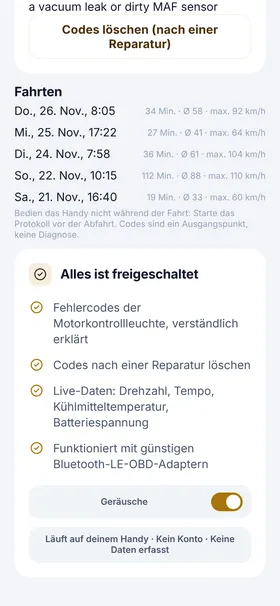 a vacuum leak or dirty MAF sensor
Codes löschen (nach einer
Reparatur)
Fahrten
Do., 26. Nov., 8:05 34 Min. · Ø 58 · max. 92 km/h
Mi., 25. Nov., 17:22 27 Min. · Ø 41 · max. 64 km/h
Di., 24. Nov., 7:58 36 Min. · Ø 61 · max. 104 km/h
So., 22. Nov., 10:15 112 Min. · Ø 88 · max. 110 km/h
Sa., 21. Nov., 16:40 19 Min. · Ø 33 · max. 60 km/h
Bedien das Handy nicht während der Fahrt: Starte das
Protokoll vor der Abfahrt. Codes sind ein Ausgangspunkt,
keine Diagnose.
Alles ist freigeschaltet
Fehlercodes der
Motorkontrollleuchte, verständlich
erklärt
Codes nach einer Reparatur löschen
Live-Daten: Drehzahl, Tempo,
Kühlmitteltemperatur,
Batteriespannung
Funktioniert mit günstigen
Bluetooth-LE-OBD-Adaptern
Geräusche
Läuft auf deinem Handy · Kein Konto · Keine
Daten erfasst